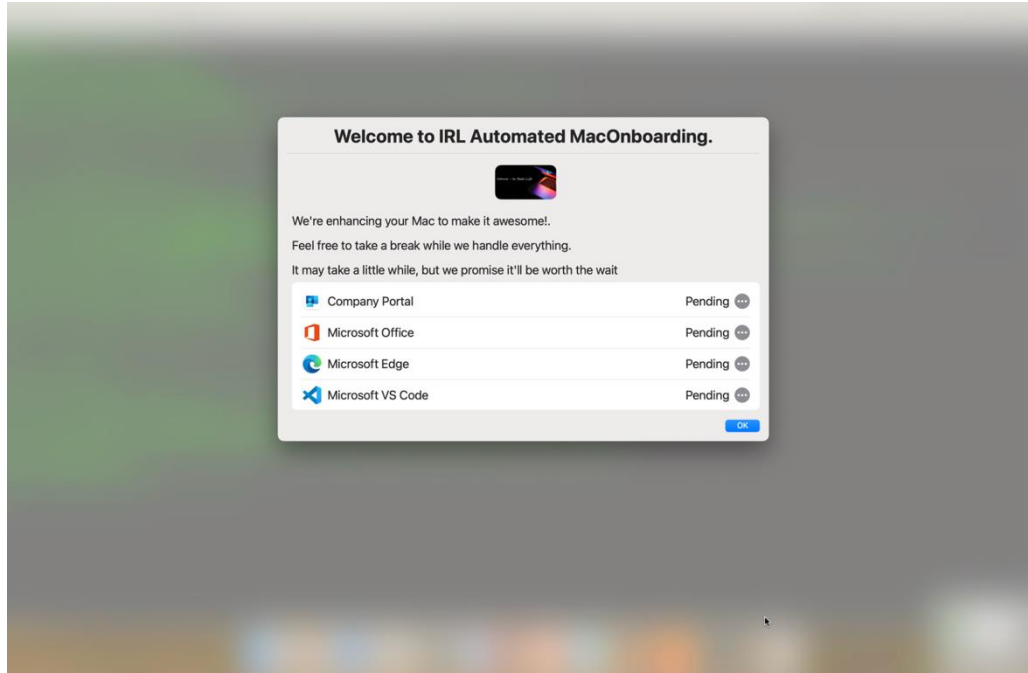 Welcome to IRL Automated MacOnboarding.
We're enhancing your Mac to make it awesome!.
Feel free to take a break while we handle everything.
It may take a little while, but we promise it'll be worth the wait
Company Portal Pending
Microsoft Office Pending
Microsoft Edge Pending
Microsoft VS Code Pending
OK